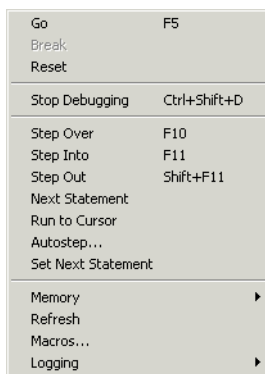 Go F5
Break
Reset
Stop Debugging Ctrl+Shift+D
Step Over F10
Step Into F11
Step Out Shift+F11
Next Statement
Run to Cursor
Autostep...
Set Next Statement
Memory
Refresh
Macros...
Logging